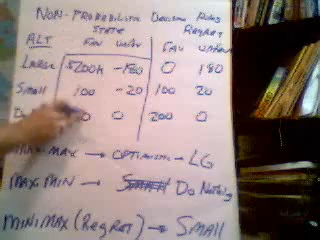 NON-PROBABILITY Decision Rules
STATE REGRET
ALT FAV UNFAV FAV UNFAV
LARGE $200K -180 0 180
SMALL 100 -20 100 20
0 0 200 0
MAX-MAX → OPTIMISM → LG
MAXMIN → Do Nothing
MINIMAX (REGRET) → SMALL